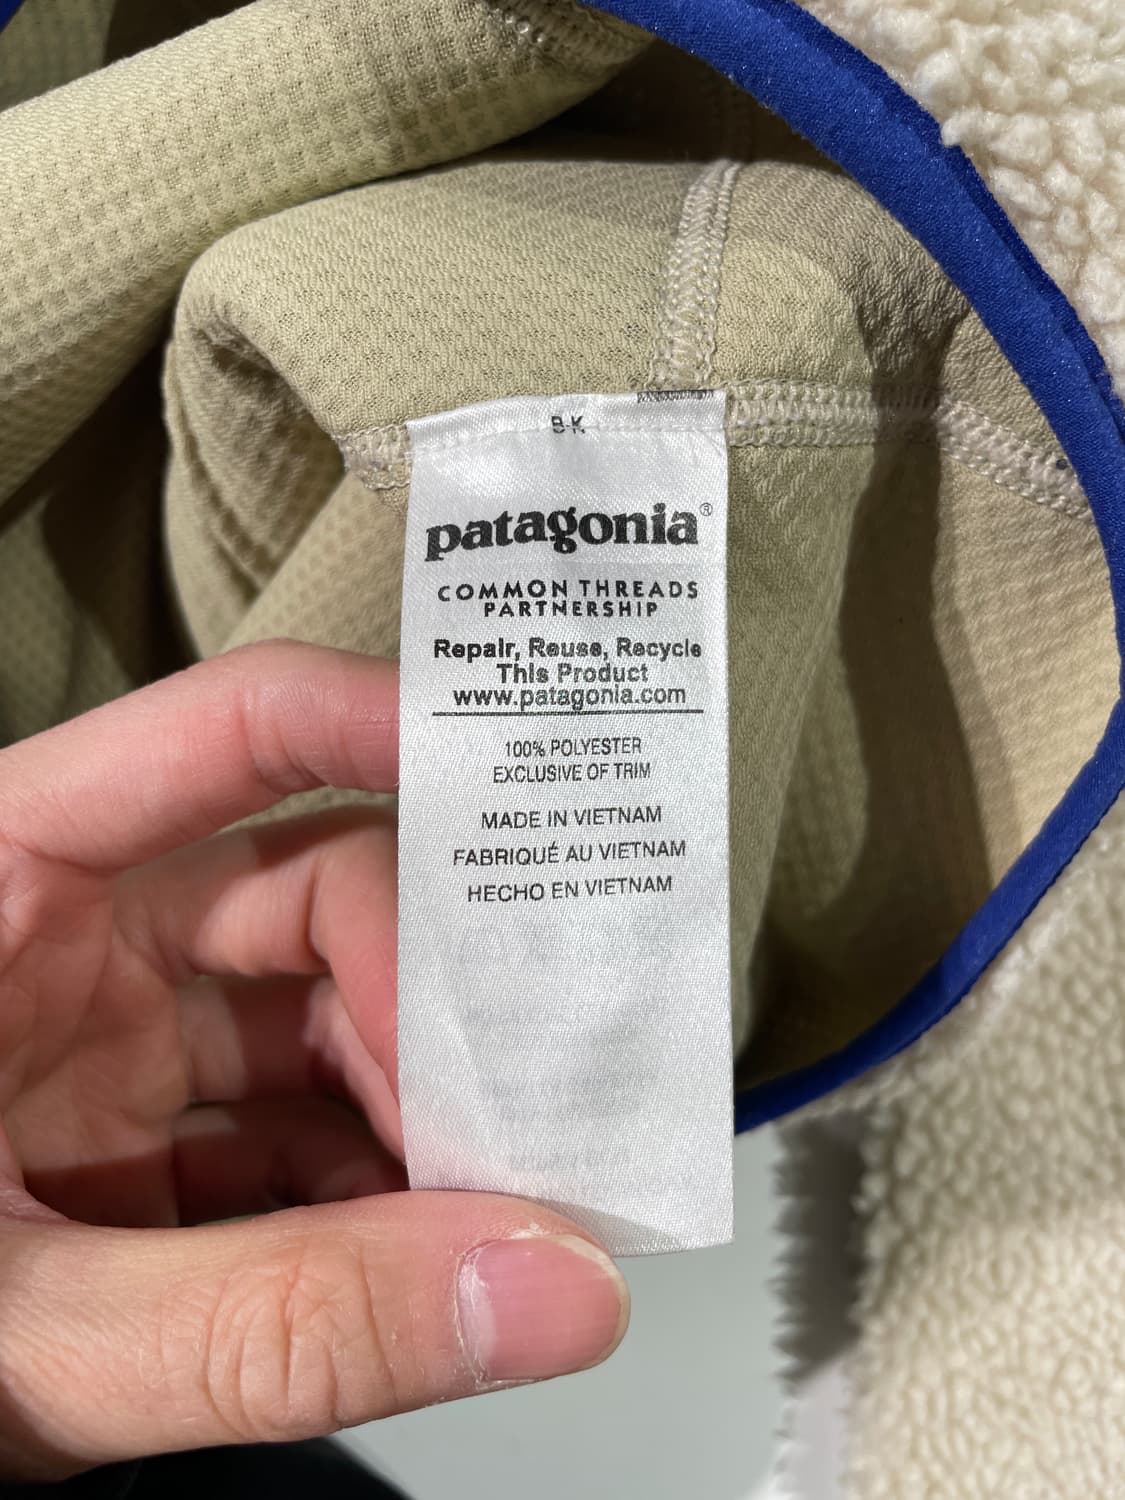 B-K
patagonia®
COMMON THREADS
PARTNERSHIP
Repair, Reuse, Recycle
This Product
www.patagonia.com
100% POLYESTER
EXCLUSIVE OF TRIM
MADE IN VIETNAM
FABRIQUÉ AU VIETNAM
HECHO EN VIETNAM